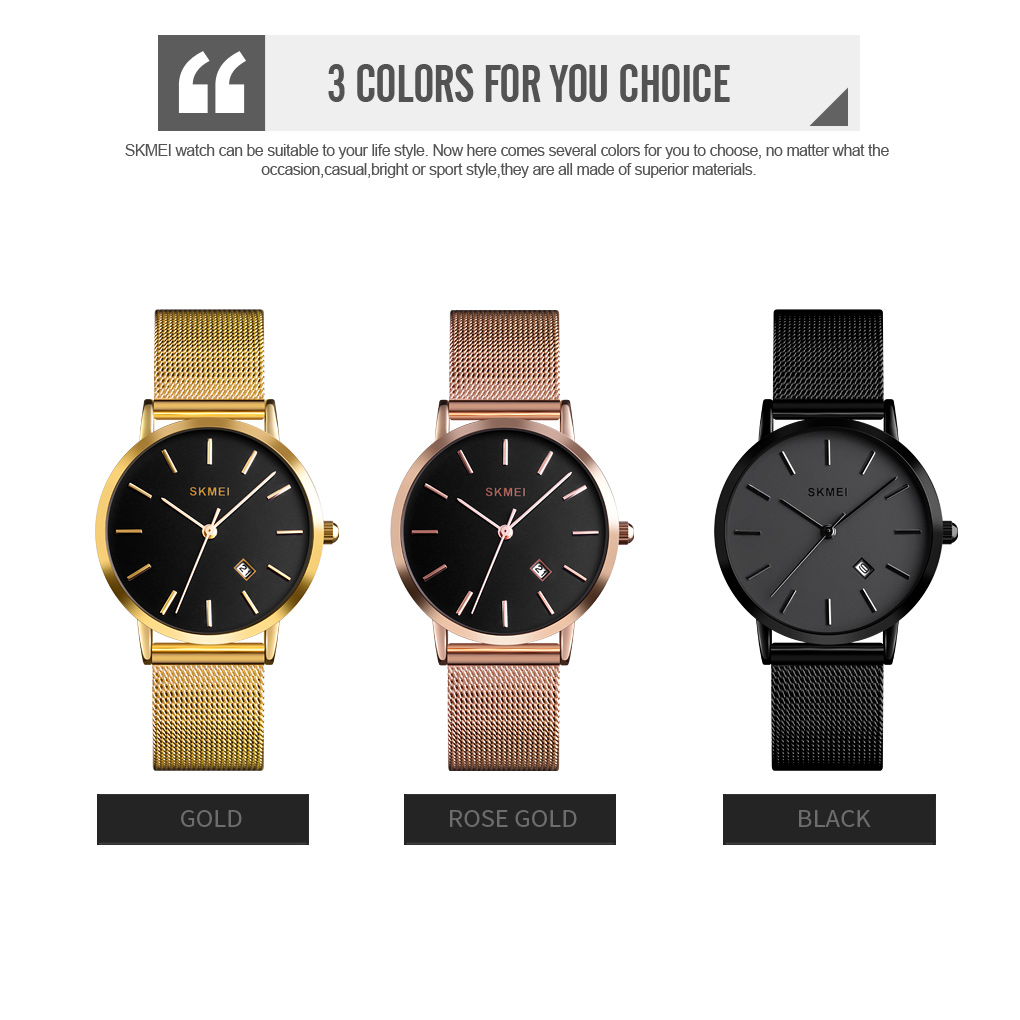 3 COLORS FOR YOU CHOICE
SKMEI watch can be suitable to your life style. Now here comes several colors for you to choose, no matter what the
occasion,casual,bright or sport style,they are all made of superior materials.
SKMEI
SKMEI
SKMEI
GOLD
ROSE GOLD
BLACK